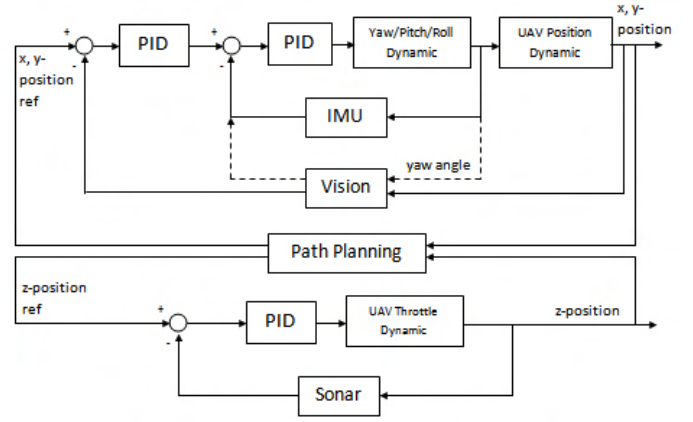 x, y-
position
+
PID
+
PID
Yaw/Pitch/Roll
Dynamic
UAV Position
Dynamic
x, y-
position
ref
-
-
IMU
yaw angle
Vision
Path Planning
z-position
ref
+
PID
UAV Throttle
Dynamic
z-position
-
Sonar